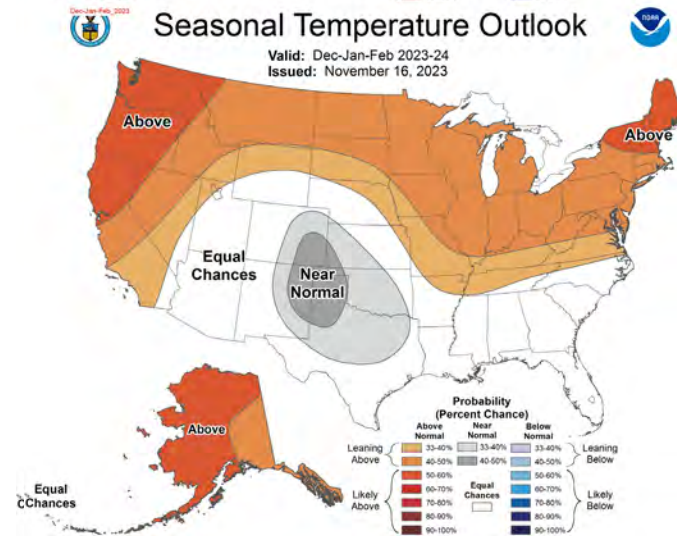 Dec-Jan-Feb_2023
Seasonal Temperature Outlook
NOAA
Valid: Dec-Jan-Feb 2023-24
Issued: November 16, 2023
Above
Above
Equal
Chances
Near
Normal
Above
Equal
Chances
Probability
(Percent Chance)
Above
Normal
Near
Normal
Below
Normal
Leaning
Above
33-40%
40-50%
50-60%
60-70%
70-80%
80-90%
90-100%
Likely
Above
33-40%
40-50%
Equal
Chances
33-40%
40-50%
50-60%
60-70%
70-80%
80-90%
90-100%
Leaning
Below
Likely
Below